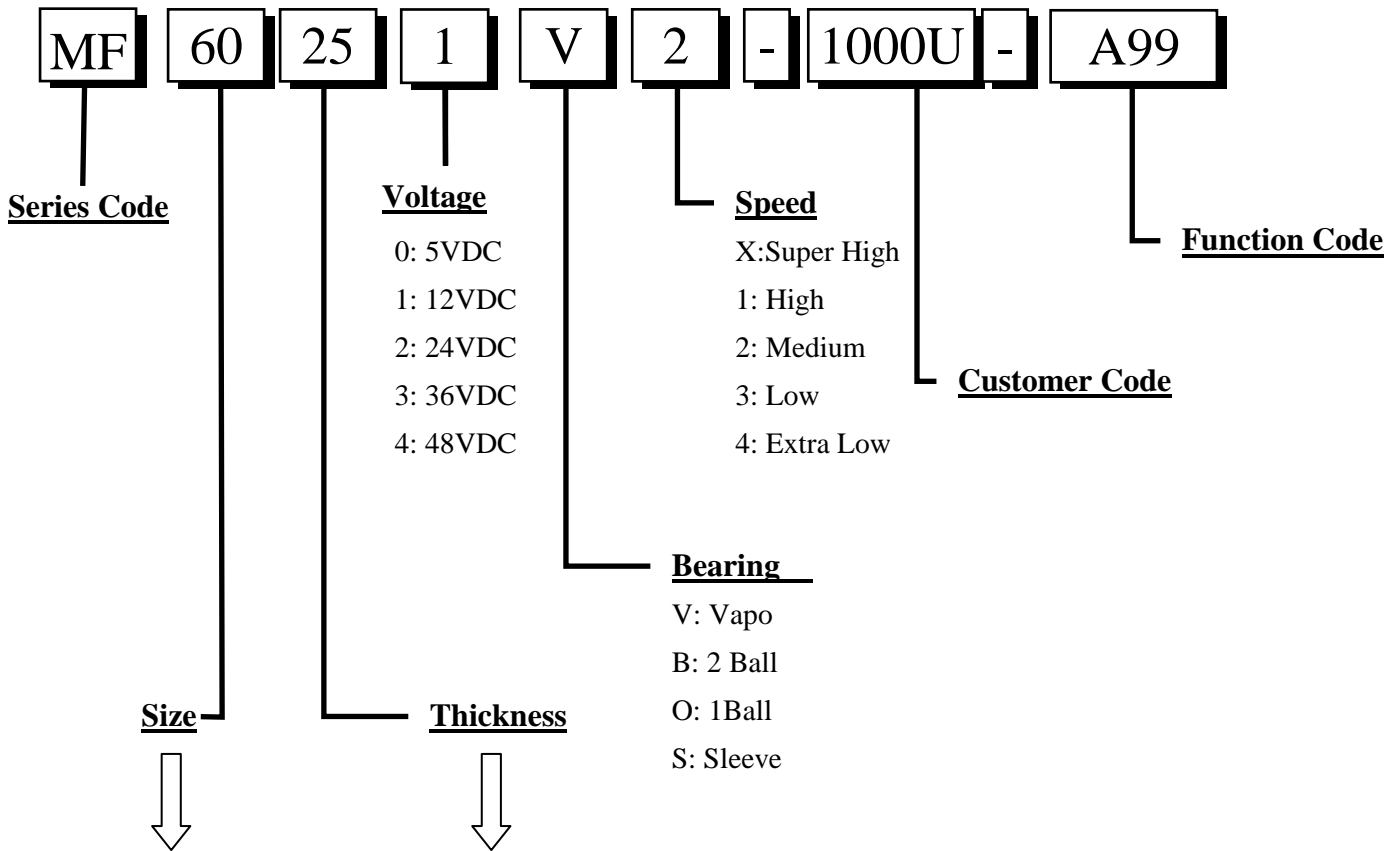 MF 60 25 1 V 2 - 1000U - A99
Series Code
Voltage
0: 5VDC
1: 12VDC
2: 24VDC
3: 36VDC
4: 48VDC
Speed
X:Super High
1: High
2: Medium
3: Low
4: Extra Low
Function Code
Customer Code
Bearing
V: Vapo
B: 2 Ball
O: 1Ball
S: Sleeve
Size
Thickness